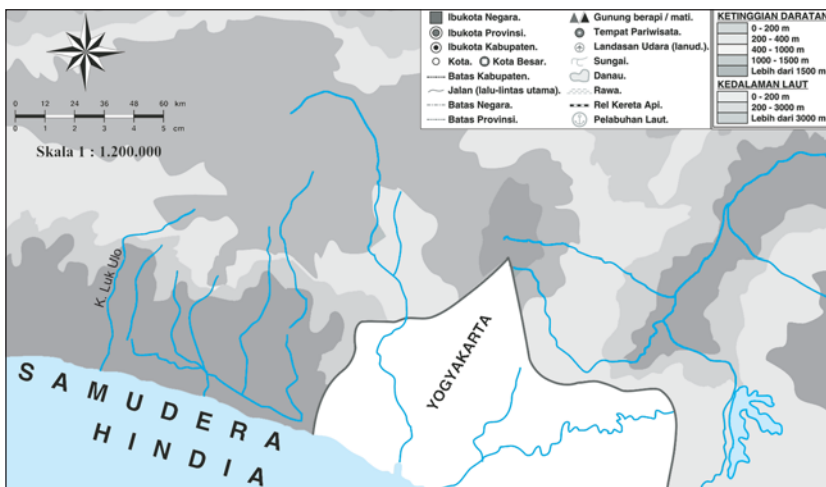 Ibukota Negara.
Ibukota Provinsi.
Ibukota Kabupaten.
Kota. Kota Besar.
Batas Kabupaten.
Jalan (lalu-lintas utama).
Batas Negara.
Batas Provinsi.
Gunung berapi / mati.
Tempat Pariwisata.
Landasan Udara (lanud.).
Sungai.
Danau.
Rawa.
Rel Kereta Api.
Pelabuhan Laut.
KETINGGIAN DARATAN
0 - 200 m
200 - 400 m
400 - 1000 m
1000 - 1500 m
Lebih dari 1500 m
KEDALAMAN LAUT
0 - 200 m
200 - 3000 m
Lebih dari 3000 m
0 12 24 36 48 60 km
0 1 2 3 4 5 cm
Skala 1 : 1.200.000
K. Luk Ulo
YOGYAKARTA
SAMUDERA
HINDIA